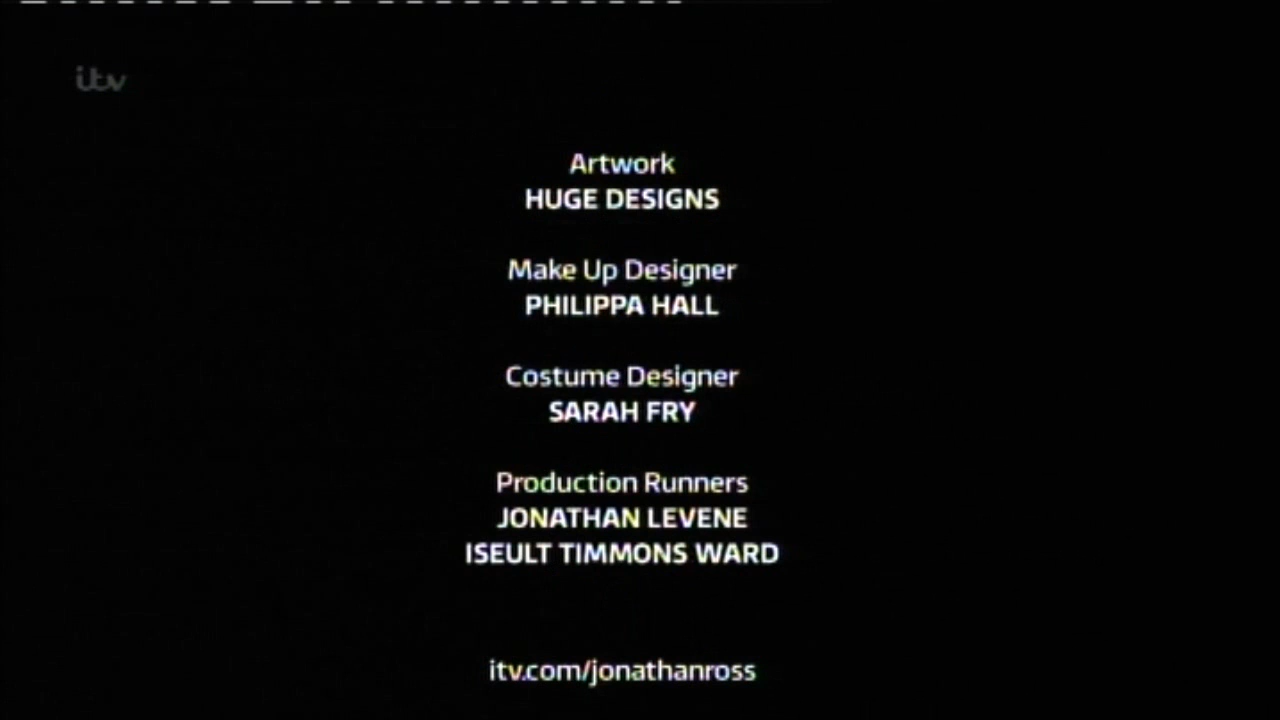 itv
Artwork
HUGE DESIGNS
Make Up Designer
PHILIPPA HALL
Costume Designer
SARAH FRY
Production Runners
JONATHAN LEVENE
ISEULT TIMMONS WARD
itv.com/jonathanross